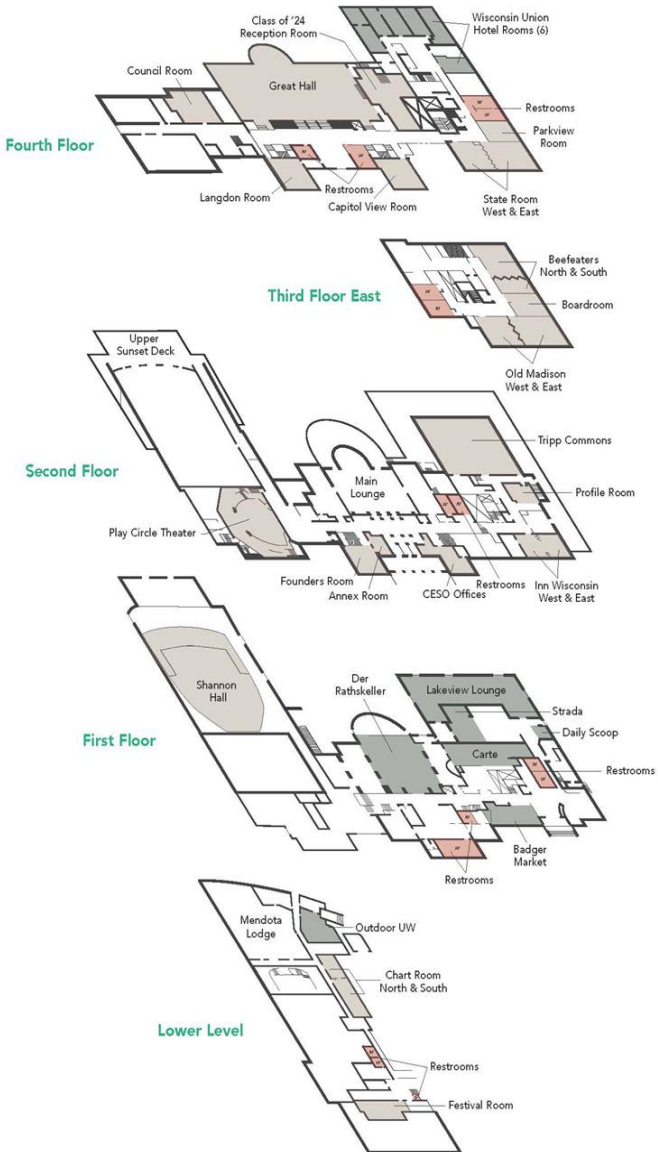 Class of '24
Reception Room
Wisconsin Union
Hotel Rooms (6)
Great Hall
Council Room
Restrooms
Fourth Floor
Parkview
Room
Langdon Room
Restrooms
Capitol View Room
State Room
West & East
Beefeaters
North & South
Third Floor East
Boardroom
Old Madison
West & East
Upper
Sunset Deck
Tripp Commons
Second Floor
Main
Lounge
Profile Room
Play Circle Theater
Founders Room
Annex Room
CESO Offices
Restrooms
Inn Wisconsin
West & East
Der
Rathskeller
Lakeview Lounge
Shannon
Hall
Strada
Daily Scoop
First Floor
Carte
Restrooms
Badger
Market
Restrooms
Mendota
Lodge
Outdoor UW
Chart Room
North & South
Lower Level
Restrooms
Festival Room